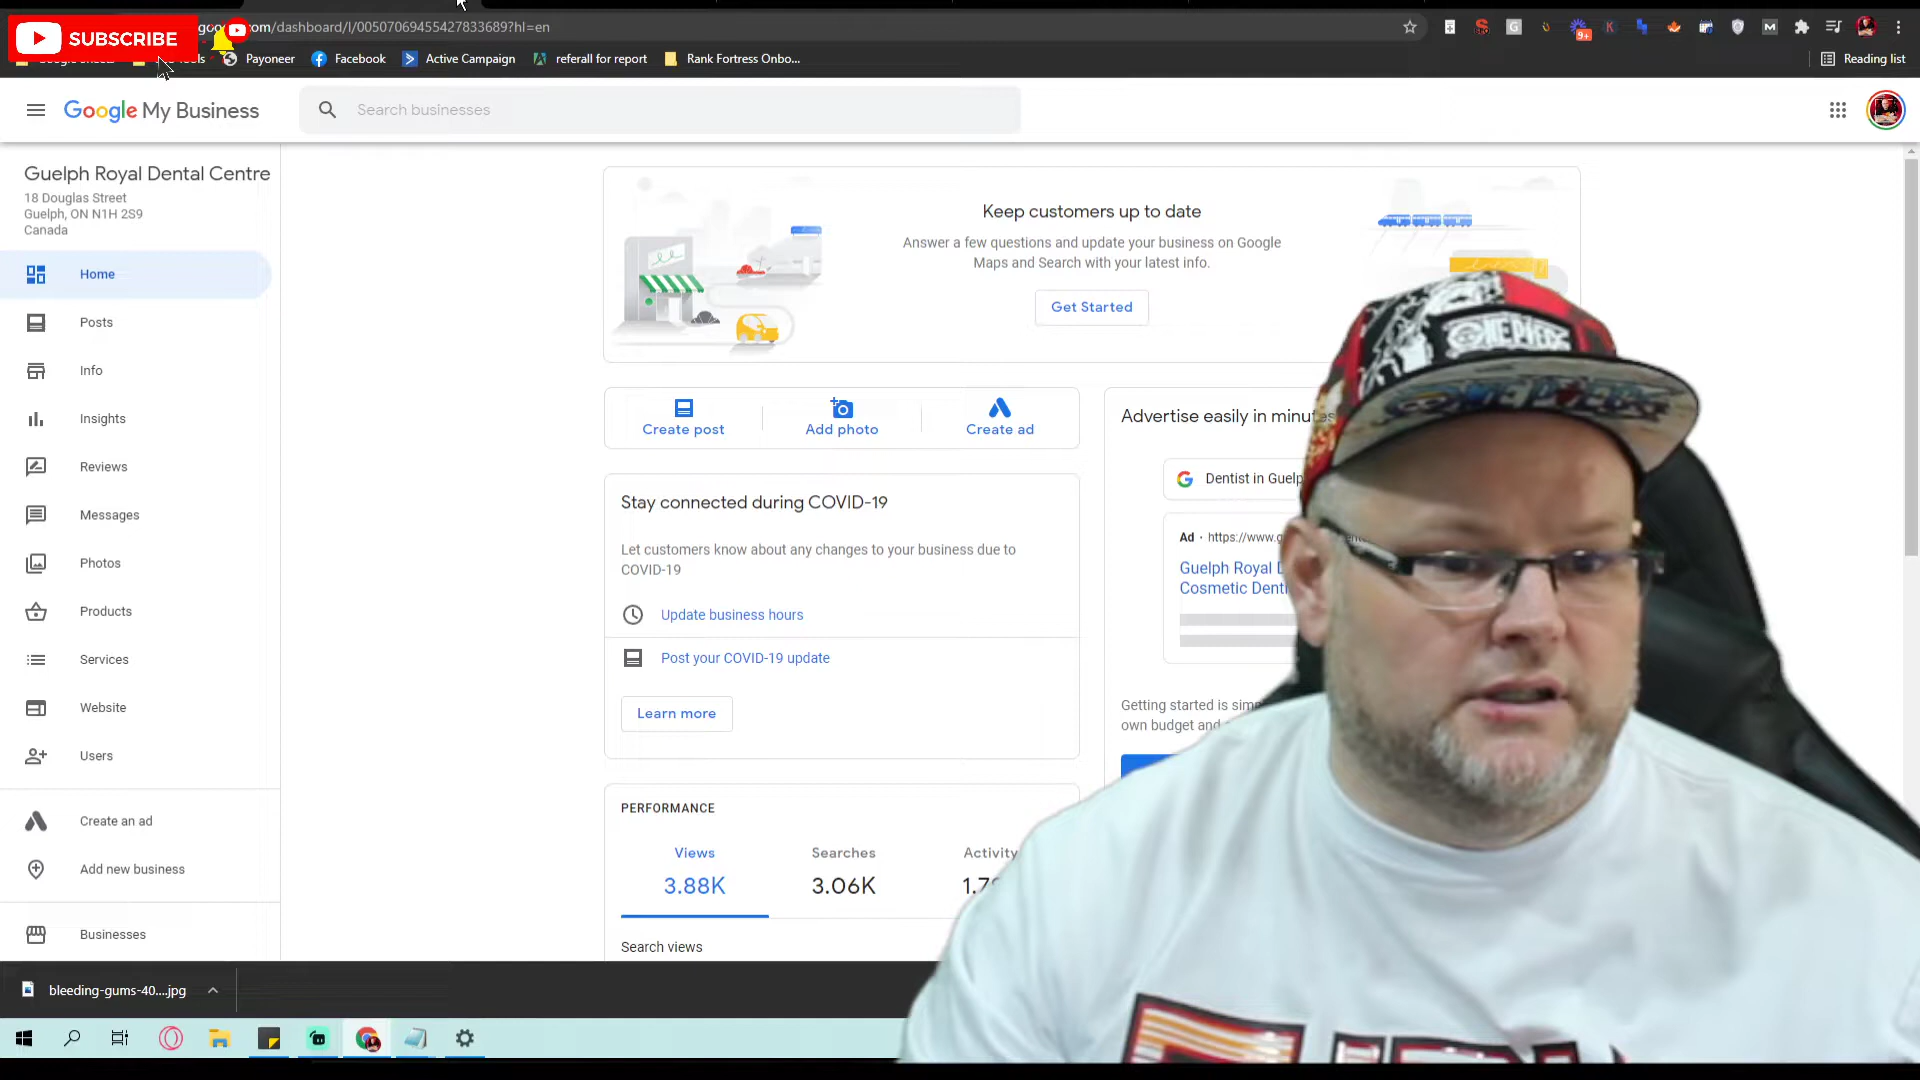 SUBSCRIBE
com/dashboard/l/00507069455427833689?hl=en
9+
Payoneer
Facebook
Active Campaign
referall for report
Rank Fortress Onbo...
Reading list
Google My Business
Search businesses
Guelph Royal Dental Centre
18 Douglas Street
Guelph, ON N1H 2S9
Canada
Home
Posts
Info
Insights
Reviews
Messages
Photos
Products
Services
Website
Users
Create an ad
Add new business
Businesses
Keep customers up to date
Answer a few questions and update your business on Google
Maps and Search with your latest info.
Get Started
Create post
Add photo
Create ad
Stay connected during COVID-19
Let customers know about any changes to your business due to
COVID-19
Update business hours
Post your COVID-19 update
Learn more
PERFORMANCE
Views
Searches
Activity
3.88K
3.06K
Search views
Advertise easily in minutes
Dentist in Guelp
Ad · https://www.g
Guelph Royal D
Cosmetic Denti
Getting started is sim
own budget and
ONE PIECE
bleeding-gums-40....jpg